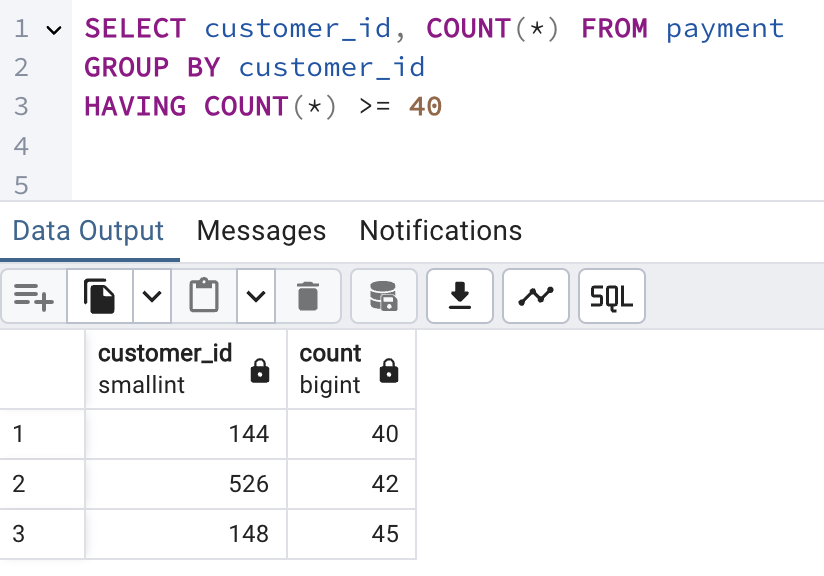 1 SELECT customer_id, COUNT(*) FROM payment
2 GROUP BY customer_id
3 HAVING COUNT(*) >= 40
4
5
Data Output Messages Notifications
SQL
customer_id count
smallint bigint
1 144 40
2 526 42
3 148 45